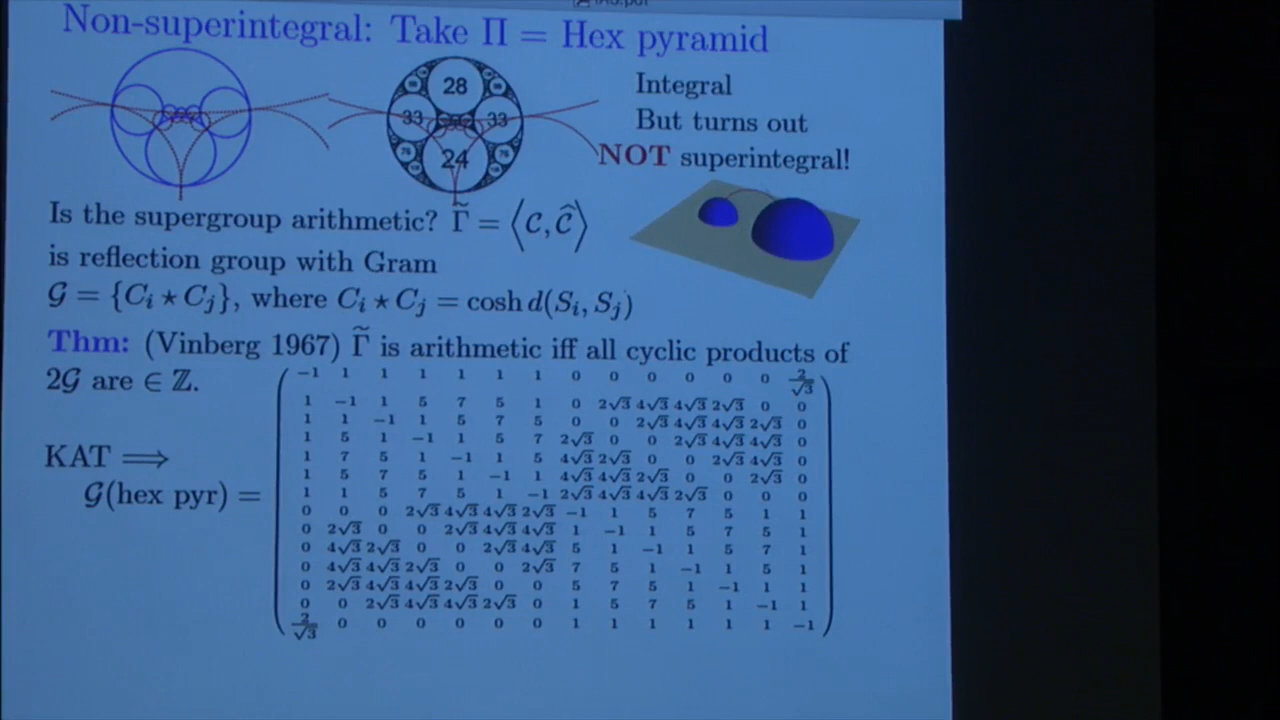 Non-superintegral: Take Π = Hex pyramid
28
33
33
24
Integral
But turns out
NOT superintegral!
Is the supergroup arithmetic? Γ̃ = ⟨C, Ĉ⟩
is reflection group with Gram
G = {Cᵢ ⋆ Cⱼ}, where Cᵢ ⋆ Cⱼ = cosh d(Sᵢ, Sⱼ)
Thm: (Vinberg 1967) Γ̃ is arithmetic iff all cyclic products of
2G are ∈ ℤ.
KAT ⟹
G(hex pyr) =
-1 1 1 1 1 1 1 0 0 0 0 0 0 2/√3
1 -1 1 5 7 5 1 0 2√3 4√3 4√3 2√3 0 0
1 1 -1 1 5 7 5 0 0 2√3 4√3 4√3 2√3 0
1 5 1 -1 1 5 7 2√3 0 0 2√3 4√3 4√3 0
1 7 5 1 -1 1 5 4√3 2√3 0 0 2√3 4√3 0
1 5 7 5 1 -1 1 4√3 4√3 2√3 0 0 2√3 0
1 1 5 7 5 1 -1 2√3 4√3 4√3 2√3 0 0 0
0 0 0 2√3 4√3 4√3 2√3 -1 1 5 7 5 1 1
0 2√3 0 0 2√3 4√3 4√3 1 -1 1 5 7 5 1
0 4√3 2√3 0 0 2√3 4√3 5 1 -1 1 5 7 1
0 4√3 4√3 2√3 0 0 2√3 7 5 1 -1 1 5 1
0 2√3 4√3 4√3 2√3 0 0 5 7 5 1 -1 1 1
0 0 2√3 4√3 4√3 2√3 0 1 5 7 5 1 -1 1
2/√3 0 0 0 0 0 0 1 1 1 1 1 1 -1